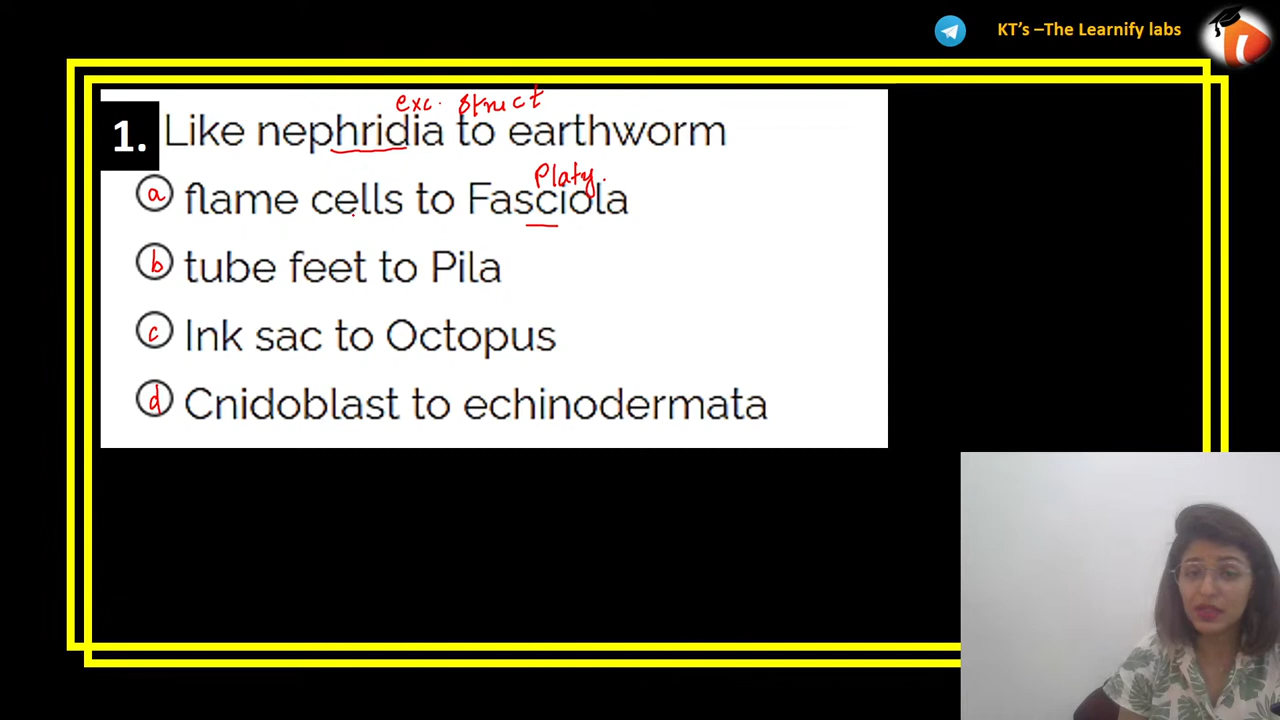 KT's –The Learnify labs
exc. struct
1. Like nephridia to earthworm
Platy.
a flame cells to Fasciola
b tube feet to Pila
c Ink sac to Octopus
d Cnidoblast to echinodermata